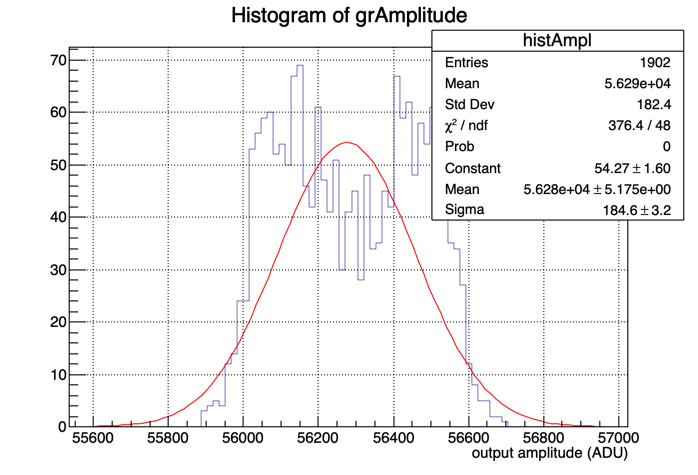 Histogram of grAmplitude
histAmpl
Entries 1902
Mean 5.629e+04
Std Dev 182.4
χ² / ndf 376.4 / 48
Prob 0
Constant 54.27 ± 1.60
Mean 5.628e+04 ± 5.175e+00
Sigma 184.6 ± 3.2
70
60
50
40
30
20
10
0
55600 55800 56000 56200 56400 56600 56800 57000
output amplitude (ADU)